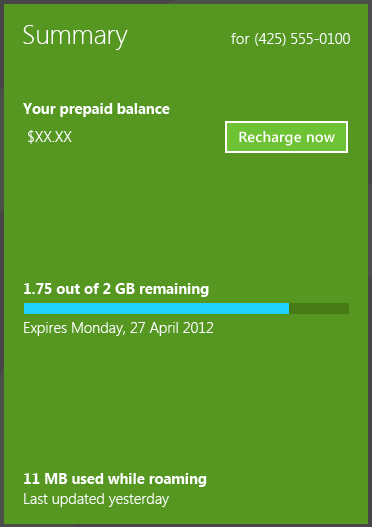 Summary
for (425) 555-0100
Your prepaid balance
$XX.XX
Recharge now
1.75 out of 2 GB remaining
Expires Monday, 27 April 2012
11 MB used while roaming
Last updated yesterday